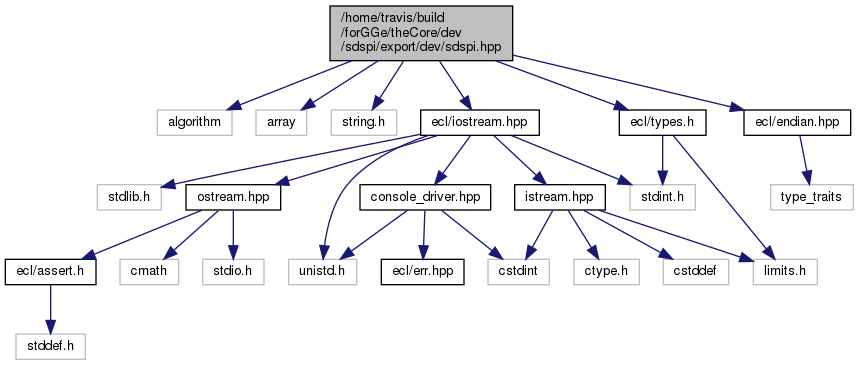 /home/travis/build
/forGGe/theCore/dev
/sdspi/export/dev/sdspi.hpp
algorithm
array
string.h
ecl/iostream.hpp
ecl/types.h
ecl/endian.hpp
stdlib.h
ostream.hpp
console_driver.hpp
istream.hpp
stdint.h
type_traits
ecl/assert.h
cmath
stdio.h
unistd.h
ecl/err.hpp
cstdint
ctype.h
cstddef
limits.h
stddef.h